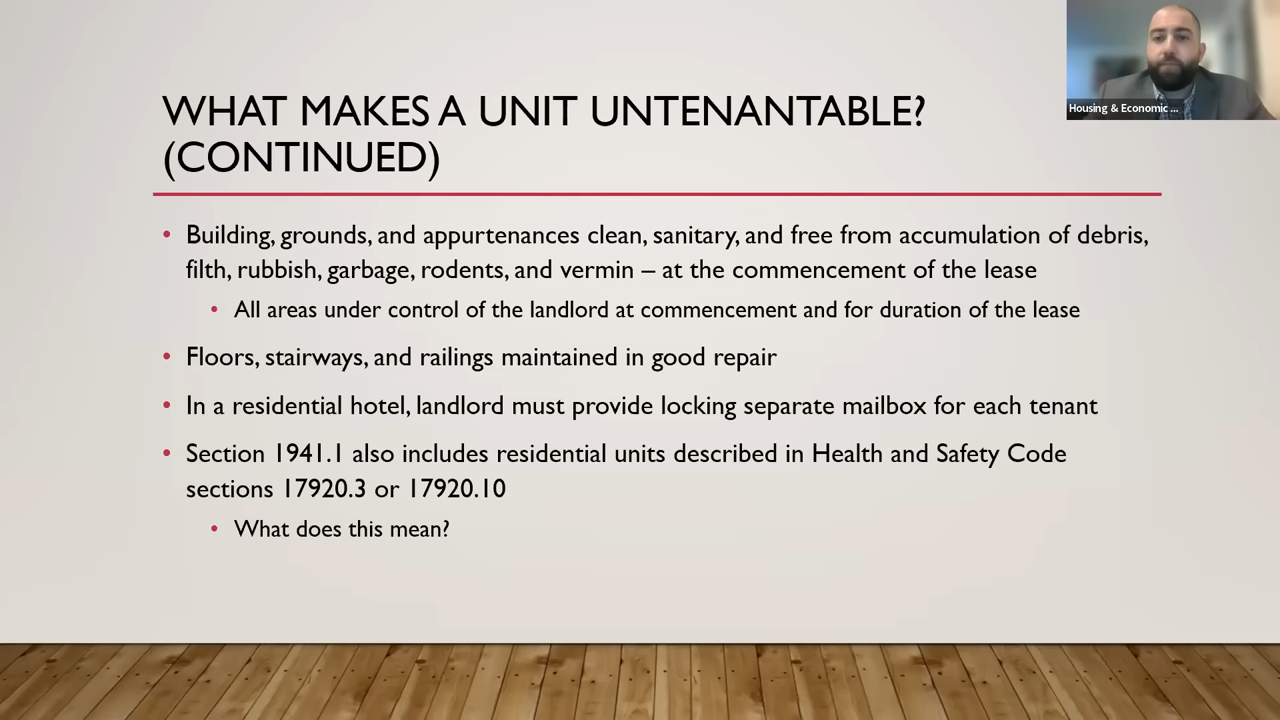 WHAT MAKES A UNIT UNTENANTABLE?
(CONTINUED)
Housing & Economic ...
• Building, grounds, and appurtenances clean, sanitary, and free from accumulation of debris,
filth, rubbish, garbage, rodents, and vermin – at the commencement of the lease
• All areas under control of the landlord at commencement and for duration of the lease
• Floors, stairways, and railings maintained in good repair
• In a residential hotel, landlord must provide locking separate mailbox for each tenant
• Section 1941.1 also includes residential units described in Health and Safety Code
sections 17920.3 or 17920.10
• What does this mean?